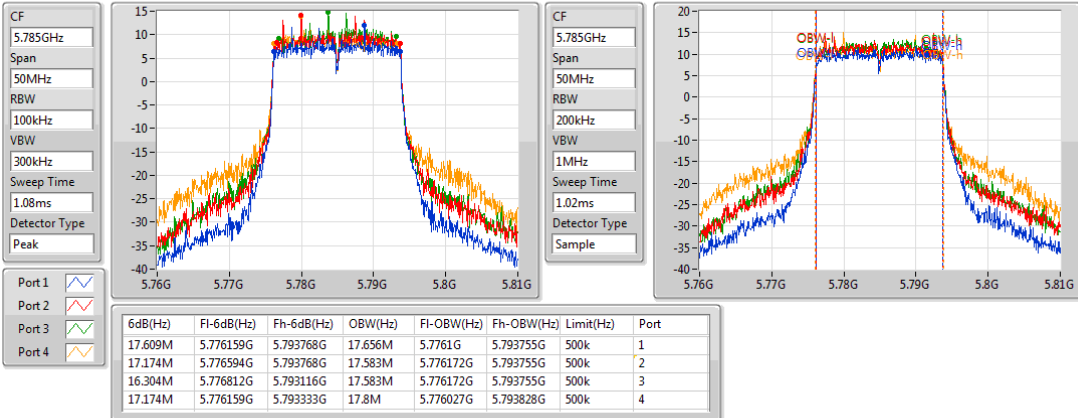 CF
5.785GHz
Span
50MHz
RBW
100kHz
VBW
300kHz
Sweep Time
1.08ms
Detector Type
Peak
15-
10-
5-
0-
-5-
-10-
-15-
-20-
-25-
-30-
-35-
-40-
5.76G 5.77G 5.78G 5.79G 5.8G 5.81G
CF
5.785GHz
Span
50MHz
RBW
200kHz
VBW
1MHz
Sweep Time
1.02ms
Detector Type
Sample
20-
15-
10-
5-
0-
-5-
-10-
-15-
-20-
-25-
-30-
-35-
-40-
OBW-h
OBW-h
5.76G 5.77G 5.78G 5.79G 5.8G 5.81G
Port 1
Port 2
Port 3
Port 4
6dB(Hz) Fl-6dB(Hz) Fh-6dB(Hz) OBW(Hz) Fl-OBW(Hz) Fh-OBW(Hz) Limit(Hz) Port
17.609M 5.776159G 5.793768G 17.656M 5.7761G 5.793755G 500k 1
17.174M 5.776594G 5.793768G 17.583M 5.776172G 5.793755G 500k 2
16.304M 5.776812G 5.793116G 17.583M 5.776172G 5.793755G 500k 3
17.174M 5.776159G 5.793333G 17.8M 5.776027G 5.793828G 500k 4